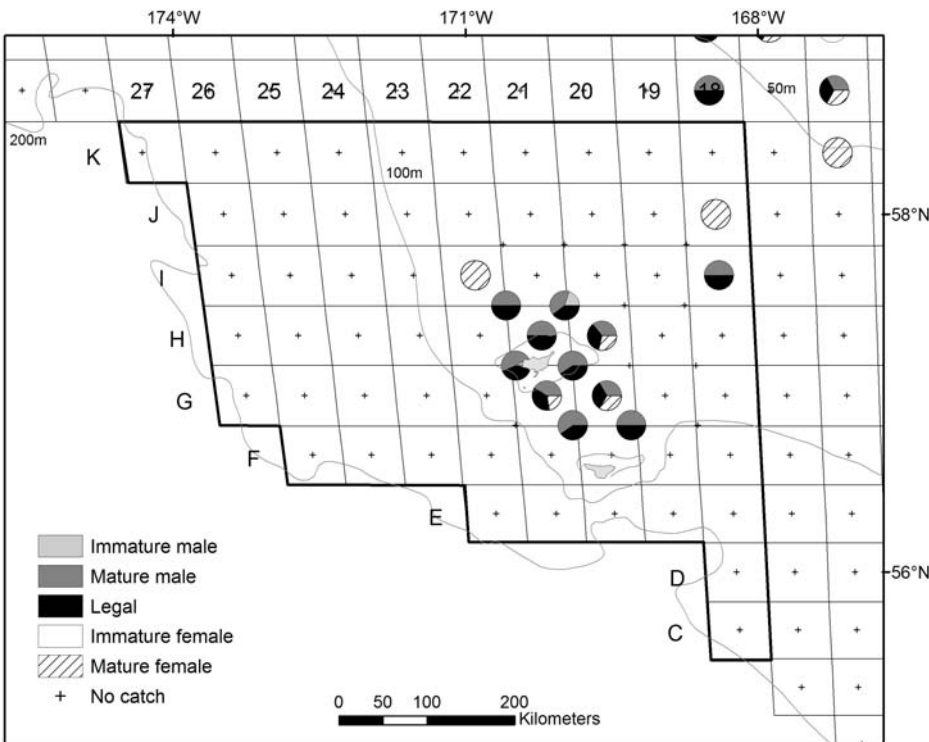 174°W 171°W 168°W
27 26 25 24 23 22 21 20 19 18 50m
200m
K
100m
J
58°N
I
H
G
F
E
D
56°N
C
Immature male
Mature male
Legal
Immature female
Mature female
+ No catch
0 50 100 200
Kilometers